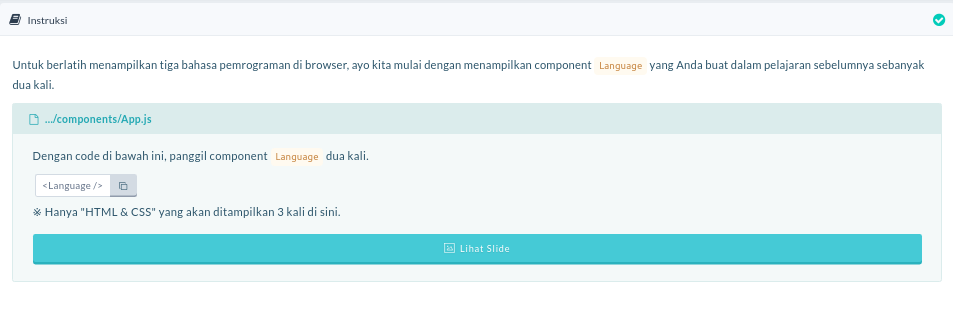 Instruksi
Untuk berlatih menampilkan tiga bahasa pemrograman di browser, ayo kita mulai dengan menampilkan component Language yang Anda buat dalam pelajaran sebelumnya sebanyak
dua kali.
.../components/App.js
Dengan code di bawah ini, panggil component Language dua kali.
<Language />
※ Hanya "HTML & CSS" yang akan ditampilkan 3 kali di sini.
Lihat Slide